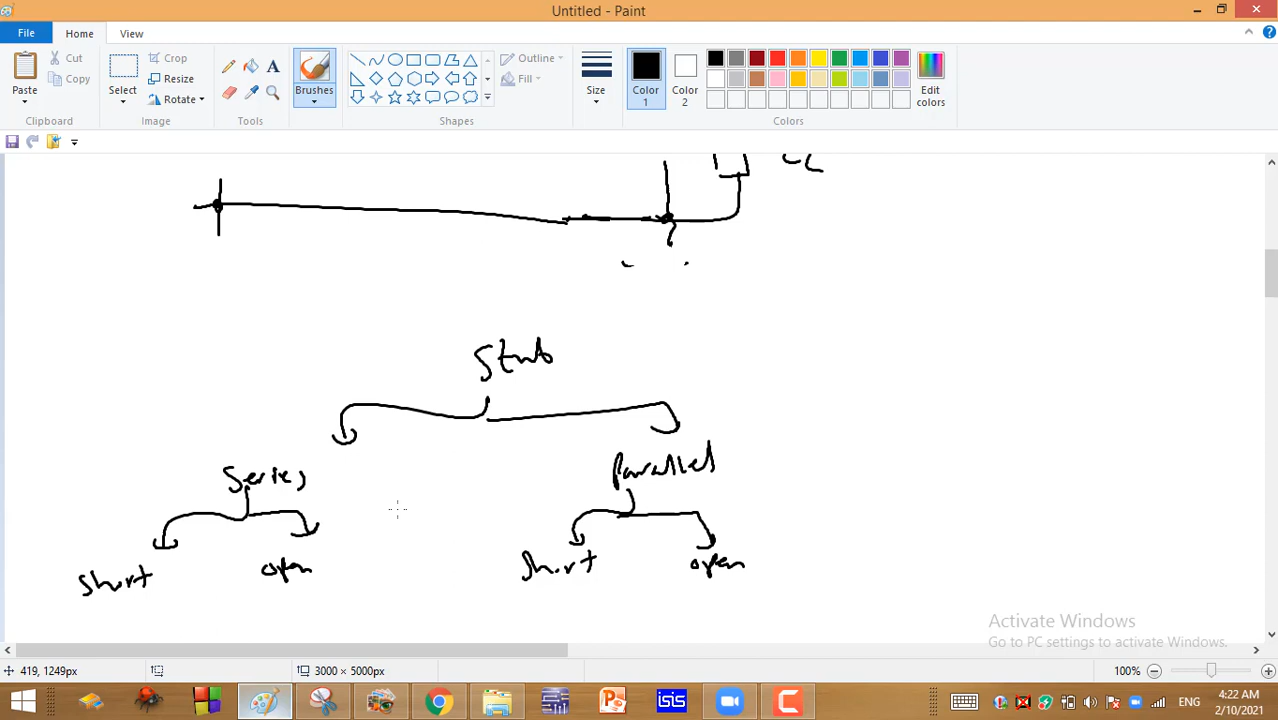 Untitled - Paint
File Home View
Paste
Cut
Copy
Clipboard
Select
Crop
Resize
Rotate
Image
Tools
Brushes
Outline
Fill
Shapes
Size
Color 1
Color 2
Edit colors
Colors
Stub
Series Parallel
Short open Short open
Activate Windows
Go to PC settings to activate Windows.
419, 1249px
3000 × 5000px
100%
isis
ENG
4:22 AM
2/10/2021